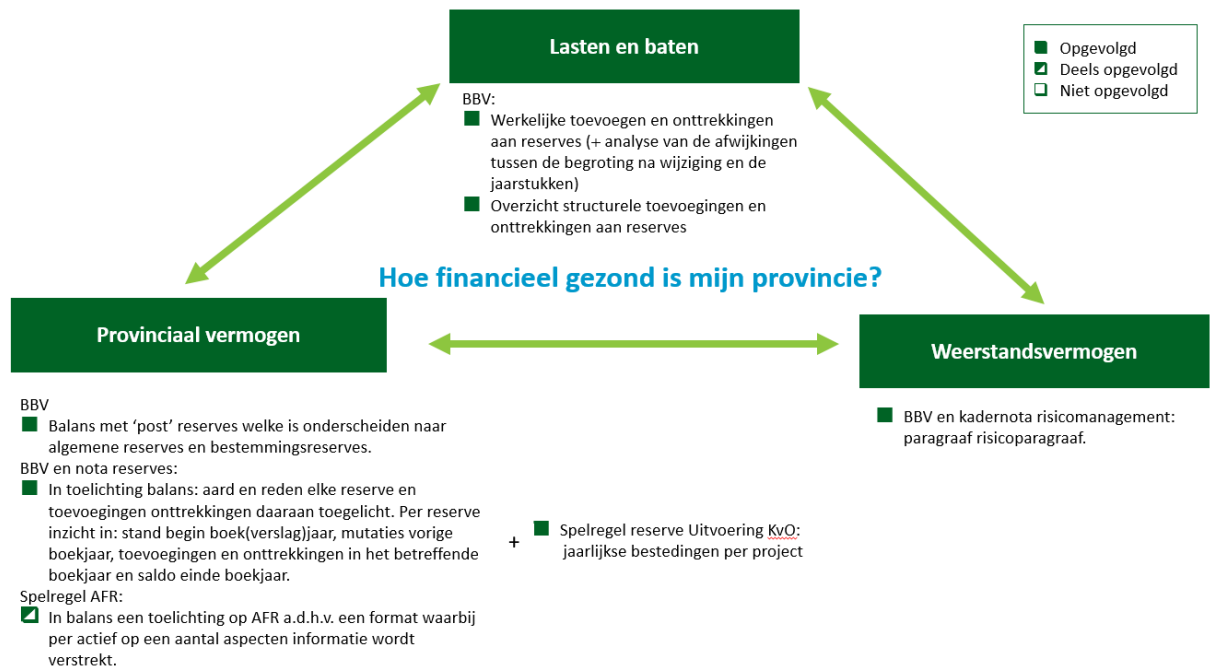 Lasten en baten
Opgevolgd
Deels opgevolgd
Niet opgevolgd
BBV:
Werkelijke toevoegen en onttrekkingen
aan reserves (+ analyse van de afwijkingen
tussen de begroting na wijziging en de
jaarstukken)
Overzicht structurele toevoegingen en
onttrekkingen aan reserves
Hoe financieel gezond is mijn provincie?
Provinciaal vermogen
Weerstandsvermogen
BBV
Balans met ‘post’ reserves welke is onderscheiden naar
algemene reserves en bestemmingsreserves.
BBV en nota reserves:
In toelichting balans: aard en reden elke reserve en
toevoegingen onttrekkingen daaraan toegelicht. Per reserve
inzicht in: stand begin boek(verslag)jaar, mutaties vorige
boekjaar, toevoegingen en onttrekkingen in het betreffende
boekjaar en saldo einde boekjaar.
Spelregel AFR:
In balans een toelichting op AFR a.d.h.v. een format waarbij
per actief op een aantal aspecten informatie wordt
verstrekt.
+
Spelregel reserve Uitvoering KvO:
jaarlijkse bestedingen per project
BBV en kadernota risicomanagement:
paragraaf risicoparagraaf.